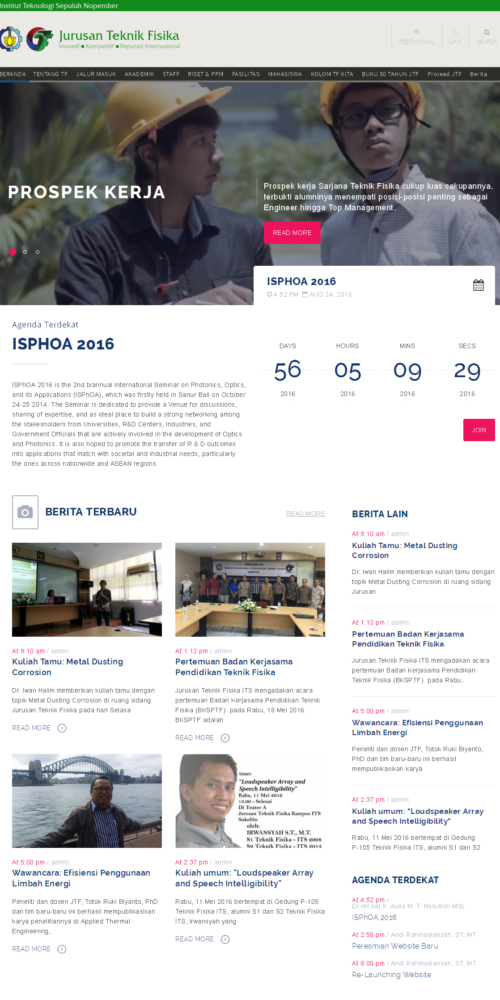 Institut Teknologi Sepuluh Nopember
Jurusan Teknik Fisika
Inovatif ● Kompetitif ● Reputasi Internasional
TESTIMONIAL
LINK
SEARCH
BERANDA TENTANG TF JALUR MASUK AKADEMIK STAFF RISET & PPM FASILITAS MAHASISWA KOLOM TF KITA BUKU 50 TAHUN JTF Prolead JTF Berita
PROSPEK KERJA
Prospek kerja Sarjana Teknik Fisika cukup luas cakupannya,
terbukti alumninya menempati posisi-posisi penting sebagai
Engineer hingga Top Management.
READ MORE
ISPHOA 2016
4:52 PM AUG 24, 2016
Agenda Terdekat
ISPHOA 2016
DAYS HOURS MINS SECS
56 05 09 29
2016 2016 2016 2016
ISPhOA 2016 is the 2nd biannual International Seminar on Photonics, Optics,
and its Applications (ISPhOA), which was firstly held in Sanur Bali on October
24-25 2014. The Seminar is dedicated to provide a Venue for discussions,
sharing of expertise, and as ideal place to build a strong networking among
the stakeholders from Universities, R&D Centers, Industries, and
Government Officials that are actively involved in the development of Optics
and Photonics. It is also hoped to promote the transfer of R & D outcomes
into applications that match with societal and industrial needs, particularly
the ones across nationwide and ASEAN regions.
JOIN
BERITA TERBARU
READ MORE
At 9:10 am / admin
Kuliah Tamu: Metal Dusting
Corrosion
Dr. Iwan Halim memberikan kuliah tamu dengan
topik Metal Dusting Corrosion di ruang sidang
Jurusan Teknik Fisika pada hari Selasa
READ MORE
At 1:12 pm / admin
Pertemuan Badan Kerjasama
Pendidikan Teknik Fisika
Jurusan Teknik Fisika ITS mengadakan acara
pertemuan Badan Kerjasama Pendidikan Teknik
Fisika (BKSPTF) pada Rabu, 18 Mei 2016.
BKSPTF adalah
READ MORE
At 5:00 pm / admin
Wawancara: Efisiensi Penggunaan
Limbah Energi
Peneliti dan dosen JTF, Totok Ruki Biyanto, PhD
dan tim baru-baru ini berhasil mempublikasikan
karya penelitiannya di Applied Thermal
Engineering,
READ MORE
"Loudspeaker Array and
Speech Intelligibility"
Rabu, 11 Mei 2016
13.00 - Selesai
Di Teater A
Jurusan Teknik Fisika Kampus ITS
Sukolilo
oleh:
IRWANSYAH S.T., M.T.
S1 Teknik Fisika - ITS 2008
At 2:37 pm / admin
Kuliah umum: "Loudspeaker Array
and Speech Intelligibility"
Rabu, 11 Mei 2016 bertempat di Gedung P-105
Teknik Fisika ITS, alumni S1 dan S2 Teknik Fisika
ITS, Irwansyah yang
READ MORE
BERITA LAIN
At 9:10 am / admin
Kuliah Tamu: Metal Dusting
Corrosion
Dr. Iwan Halim memberikan kuliah tamu dengan
topik Metal Dusting Corrosion di ruang sidang
Jurusan
At 1:12 pm / admin
Pertemuan Badan Kerjasama
Pendidikan Teknik Fisika
Jurusan Teknik Fisika ITS mengadakan acara
pertemuan Badan Kerjasama Pendidikan
Teknik Fisika (BKSPTF) pada Rabu,
At 5:00 pm / admin
Wawancara: Efisiensi Penggunaan
Limbah Energi
Peneliti dan dosen JTF, Totok Ruki Biyanto,
PhD dan tim baru-baru ini berhasil
mempublikasikan karya
At 2:37 pm / admin
Kuliah umum: "Loudspeaker Array
and Speech Intelligibility"
Rabu, 11 Mei 2016 bertempat di Gedung
P-105 Teknik Fisika ITS, alumni S1 dan S2
AGENDA TERDEKAT
At 4:52 pm /
Dr.rer.nat.Ir. Aulia M. T. Nasution MSc.
ISPhOA 2016
At 2:58 pm / Andi Rahmadiansah, ST, MT
Peresmian Website Baru
At 6:00 pm / Andi Rahmadiansah, ST, MT
Re-Launching Website